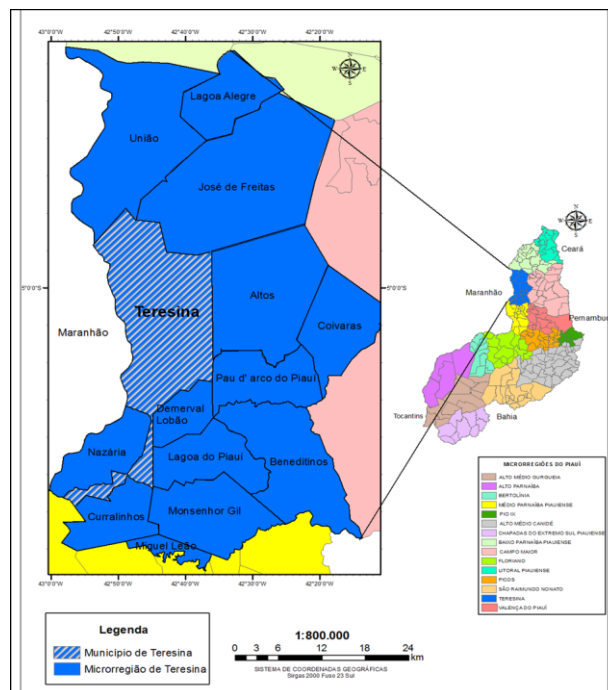 43°0'0"S 42°50'0"S 42°40'0"S 42°30'0"S 42°20'0"S
N
W E
S
Lagoa Alegre
União
José de Freitas
5°0'0"S
5°0'0"S
Teresina
Altos
Maranhão
Coivaras
Pau d' arco do Piauí
Demerval
Lobão
Nazária
Lagoa do Piauí
Beneditinos
Curralinhos
Monsenhor Gil
Miguel Leão
43°0'0"S 42°50'0"S 42°40'0"S 42°30'0"S 42°20'0"S
N
W E
S
Ceará
Maranhão
Pernambu
Tocantins
Bahia
MICRORREGIÕES DO PIAUÍ
ALTO MÉDIO GURGUEIA
ALTO PARNAÍBA
BERTOLÍNIA
MÉDIO PARNAÍBA PIAUIENSE
PIO IX
ALTO MÉDIO CANIDÉ
CHAPADAS DO EXTREMO SUL PIAUIENSE
BAIXO PARNAÍBA PIAUIENSE
CAMPO MAIOR
FLORIANO
LITORAL PIAUIENSE
PICOS
SÃO RAIMUNDO NONATO
TERESINA
VALENÇA DO PIAUÍ
Legenda
Município de Teresina
Microrregião de Teresina
1:800.000
0 3 6 12 18 24
km
SISTEMA DE COORDENADAS GEOGRÁFICAS
Sirgas 2000 Fuso 23 Sul